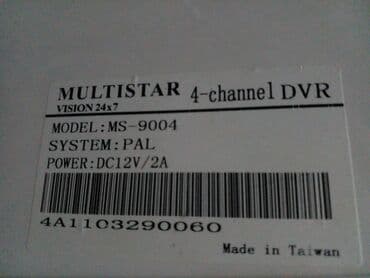 MULTISTAR 4-channel DVR
VISION 24x7
MODEL:MS-9004
SYSTEM:PAL
POWER:DC12V/2A
4A1103290060
Made in Taiwan